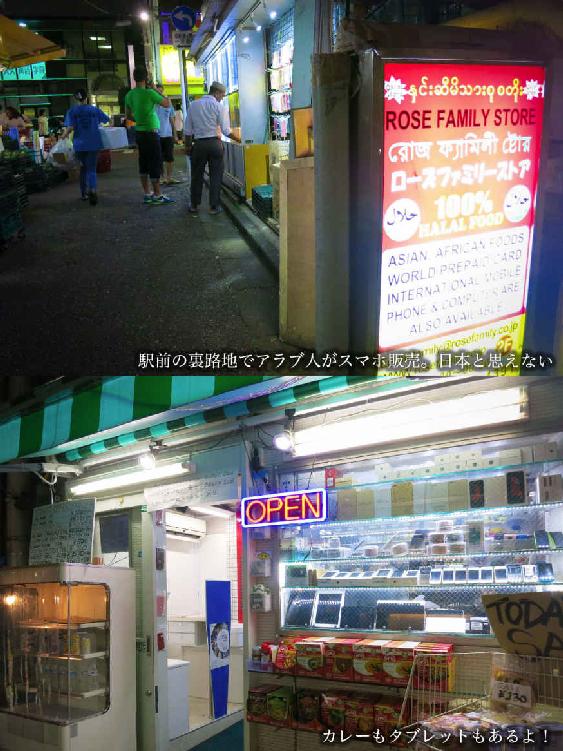 နှင်းဆီမိသားစုစတိုး
ROSE FAMILY STORE
রোজ ফ্যামিলী ষ্টোর
ローズファミリーストア
حلال
100%
HALAL FOOD
حلال
ASIAN, AFRICAN FOODS
WORLD PREPAID CARD
INTERNATIONAL MOBILE
PHONE & COMPUTER ARE
ALSO AVAILABLE
駅前の裏路地でアラブ人がスマホ販売。日本と思えない
OPEN
カレーもタブレットもあるよ！